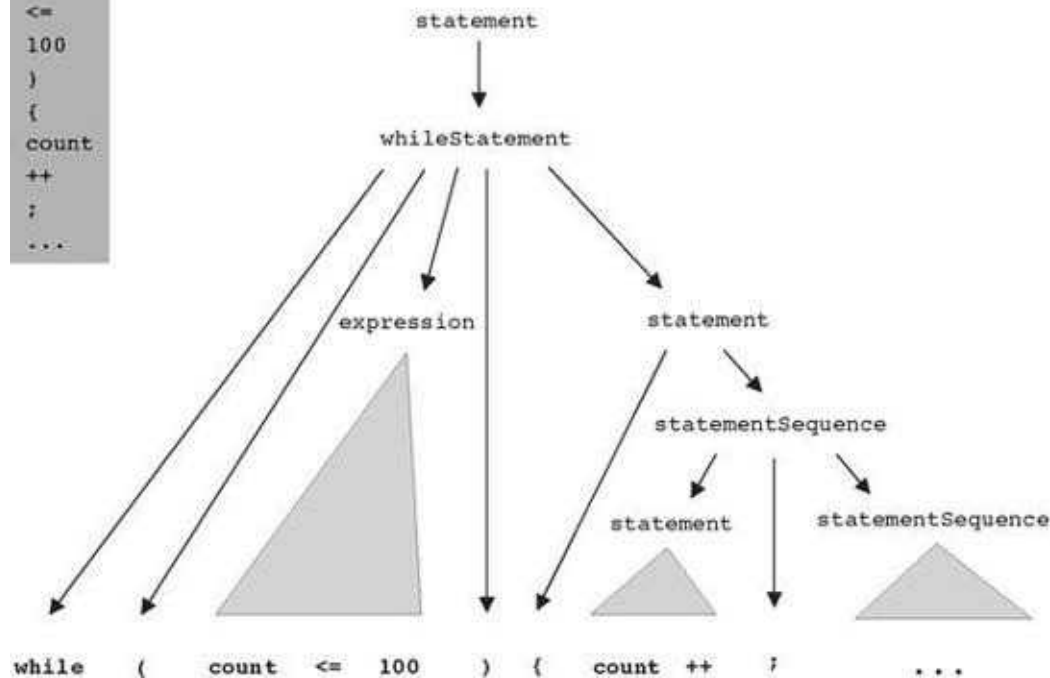 <=
100
)
{
count
++
;
...
statement
whileStatement
expression
statement
statementSequence
statement
statementSequence
while ( count <= 100 ) { count ++ ; ...